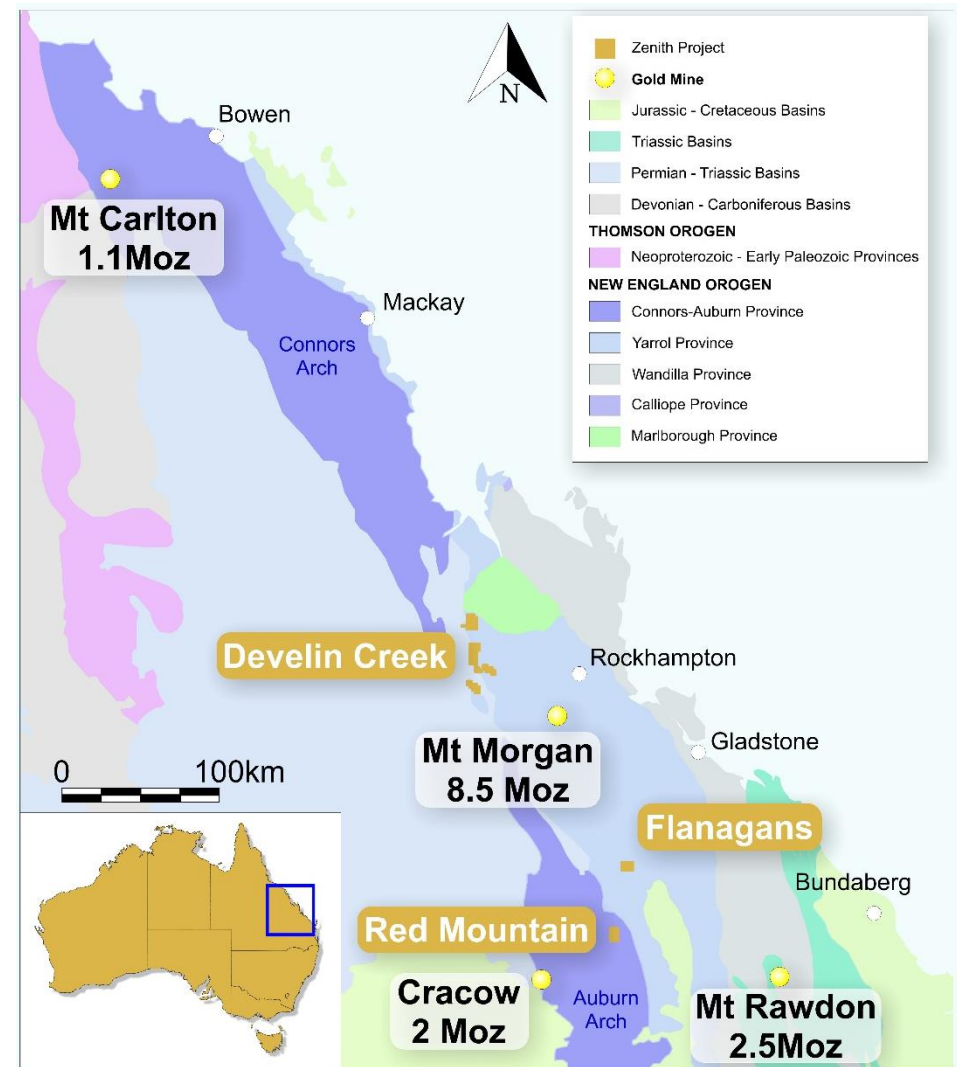 N
Zenith Project
Gold Mine
Jurassic - Cretaceous Basins
Triassic Basins
Permian - Triassic Basins
Devonian - Carboniferous Basins
THOMSON OROGEN
Neoproterozoic - Early Paleozoic Provinces
NEW ENGLAND OROGEN
Connors-Auburn Province
Yarrol Province
Wandilla Province
Calliope Province
Marlborough Province
Bowen
Mt Carlton
1.1Moz
Mackay
Connors
Arch
Develin Creek
Rockhampton
Mt Morgan
8.5 Moz
Gladstone
0 100km
Flanagans
Bundaberg
Red Mountain
Cracow
2 Moz
Auburn
Arch
Mt Rawdon
2.5Moz